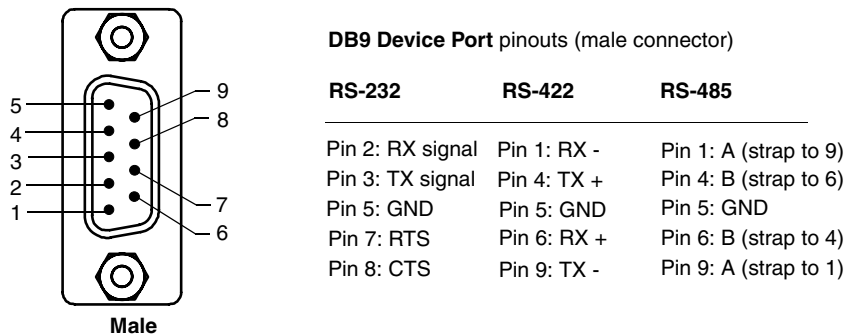 5
4
3
2
1
9
8
7
6
Male
DB9 Device Port pinouts (male connector)
RS-232 RS-422 RS-485
Pin 2: RX signal Pin 1: RX - Pin 1: A (strap to 9)
Pin 3: TX signal Pin 4: TX + Pin 4: B (strap to 6)
Pin 5: GND Pin 5: GND Pin 5: GND
Pin 7: RTS Pin 6: RX + Pin 6: B (strap to 4)
Pin 8: CTS Pin 9: TX - Pin 9: A (strap to 1)